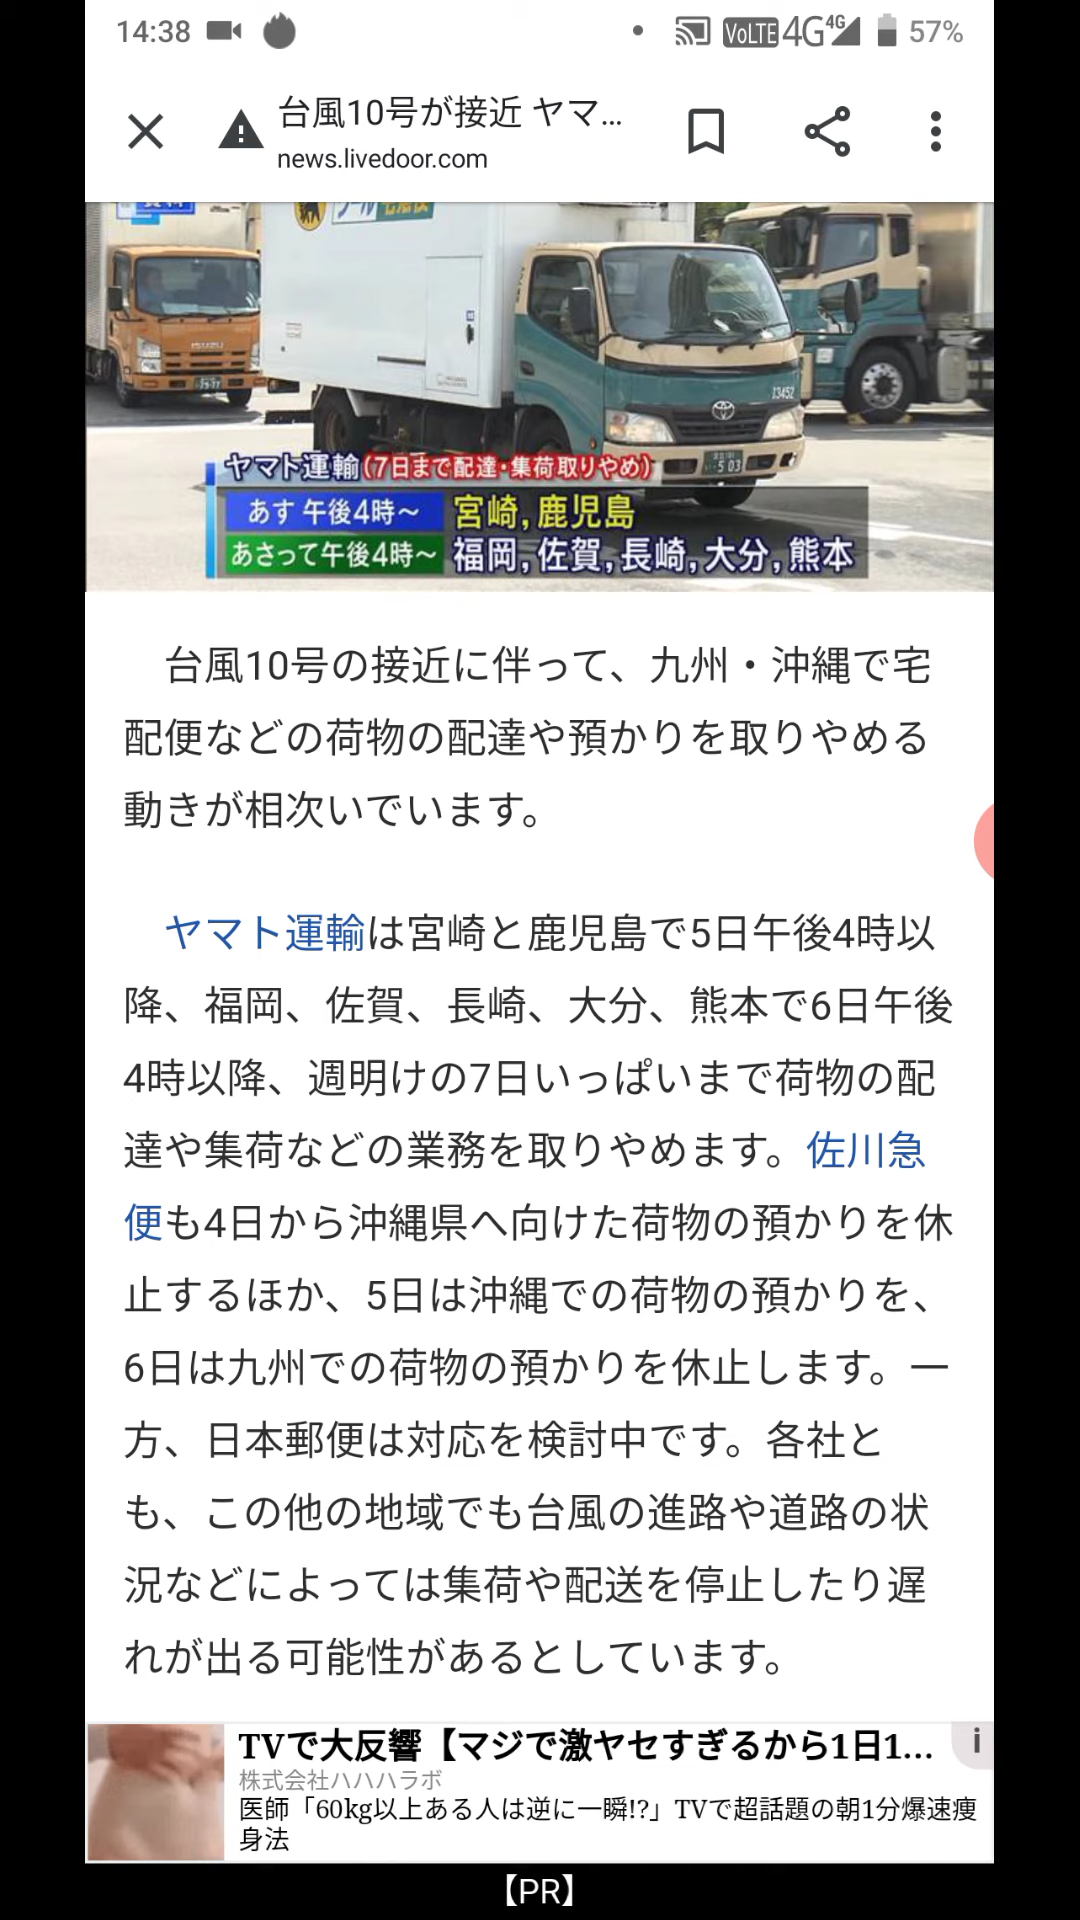 14:38 VoLTE 4G 4G 57%
台風10号が接近 ヤマ...
news.livedoor.com
クール宅急便
ISUZU
13452
・503
ヤマト運輸(7日まで配達・集荷取りやめ)
あす 午後4時～ 宮崎,鹿児島
あさって午後4時～ 福岡,佐賀,長崎,大分,熊本
台風10号の接近に伴って、九州・沖縄で宅
配便などの荷物の配達や預かりを取りやめる
動きが相次いでいます。
ヤマト運輸は宮崎と鹿児島で5日午後4時以
降、福岡、佐賀、長崎、大分、熊本で6日午後
4時以降、週明けの7日いっぱいまで荷物の配
達や集荷などの業務を取りやめます。佐川急
便も4日から沖縄県へ向けた荷物の預かりを休
止するほか、5日は沖縄での荷物の預かりを、
6日は九州での荷物の預かりを休止します。一
方、日本郵便は対応を検討中です。各社と
も、この他の地域でも台風の進路や道路の状
況などによっては集荷や配送を停止したり遅
れが出る可能性があるとしています。
TVで大反響【マジで激ヤセすぎるから1日1...
株式会社ハハハラボ
医師「60kg以上ある人は逆に一瞬!?」TVで超話題の朝1分爆速痩
身法
【PR】